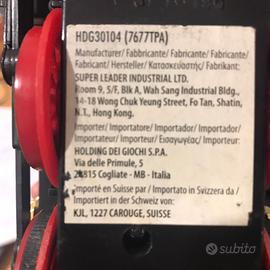 HDG30104 (7677TPA)
Manufacturer/ Fabbricante/ Fabricante/ Fabricante/
Fabricant/ Hersteller/ Κατασκευαστής/ Fabrikant:
SUPER LEADER INDUSTRIAL LTD.
Room 9, 5/F, Blk A, Wah Sang Industrial Bldg.,
14-18 Wong Chuk Yeung Street, Fo Tan, Shatin,
N.T., Hong Kong.
Importer/ Importatore/ Importador/ Importador/
Importateur/ Importeur/ Εισαγωγέας/ Importeur:
HOLDING DEI GIOCHI S.P.A.
Via delle Primule, 5
20815 Cogliate - MB - Italia
Importé en Suisse par / Importato in Svizzera da /
Importiert in der Schweiz von:
KJL, 1227 CAROUGE, SUISSE
subito